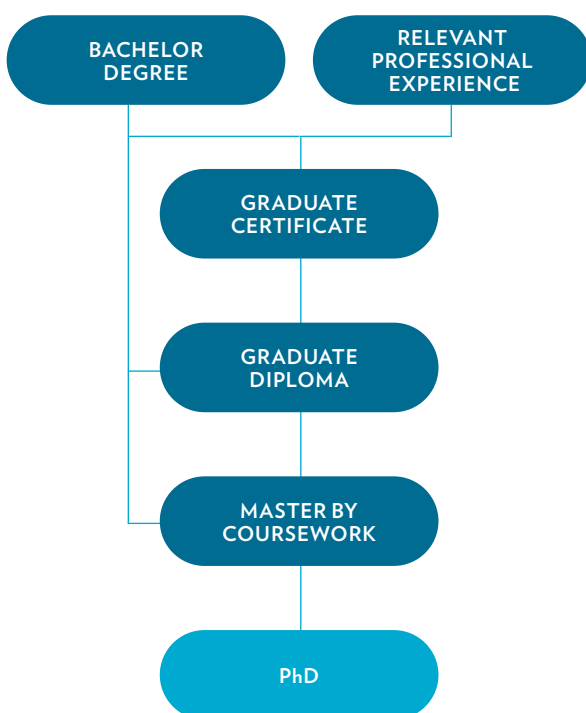 BACHELOR
DEGREE
RELEVANT
PROFESSIONAL
EXPERIENCE
GRADUATE
CERTIFICATE
GRADUATE
DIPLOMA
MASTER BY
COURSEWORK
PhD